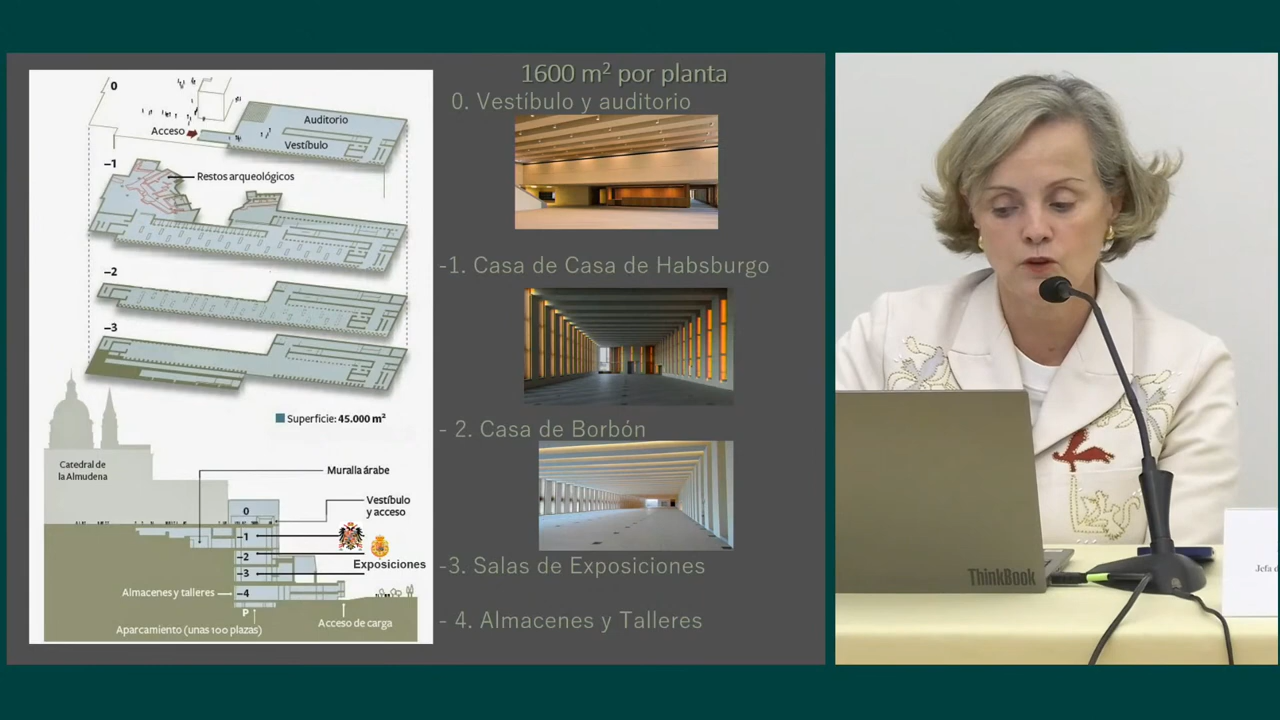 0
Acceso
Auditorio
Vestíbulo
-1
Restos arqueológicos
-2
-3
Superficie: 45.000 m²
Catedral de
la Almudena
Muralla árabe
Vestíbulo
y acceso
0
-1
-2
-3
-4
P
Exposiciones
Almacenes y talleres
Aparcamiento (unas 100 plazas)
Acceso de carga
1600 m² por planta
0. Vestíbulo y auditorio
-1. Casa de Casa de Habsburgo
- 2. Casa de Borbón
-3. Salas de Exposiciones
- 4. Almacenes y Talleres
ThinkBook
Jefa d